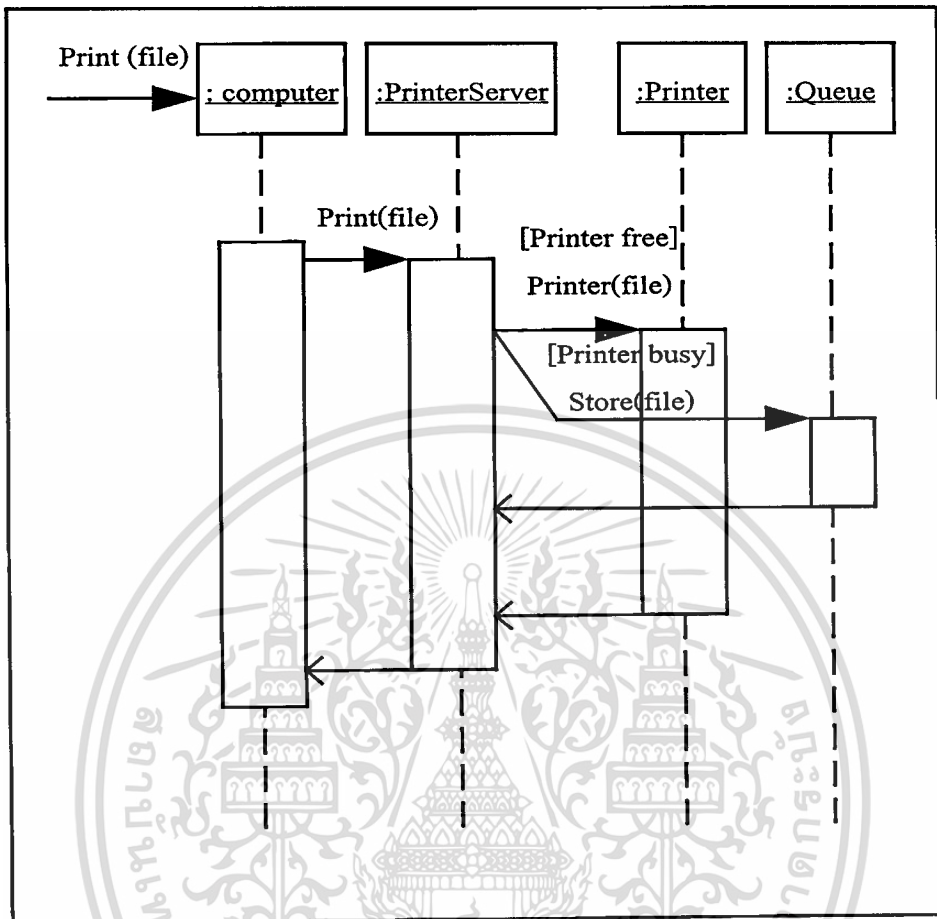 Print (file)
: computer
:PrinterServer
:Printer
:Queue
Print(file)
[Printer free]
Printer(file)
[Printer busy]
Store(file)